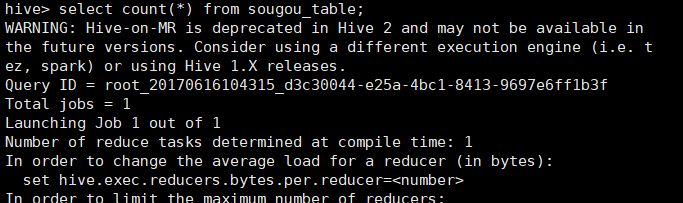 hive> select count(*) from sougou_table;
WARNING: Hive-on-MR is deprecated in Hive 2 and may not be available in
the future versions. Consider using a different execution engine (i.e. t
ez, spark) or using Hive 1.X releases.
Query ID = root_20170616104315_d3c30044-e25a-4bc1-8413-9697e6ff1b3f
Total jobs = 1
Launching Job 1 out of 1
Number of reduce tasks determined at compile time: 1
In order to change the average load for a reducer (in bytes):
  set hive.exec.reducers.bytes.per.reducer=<number>
In order to limit the maximum number of reducers: